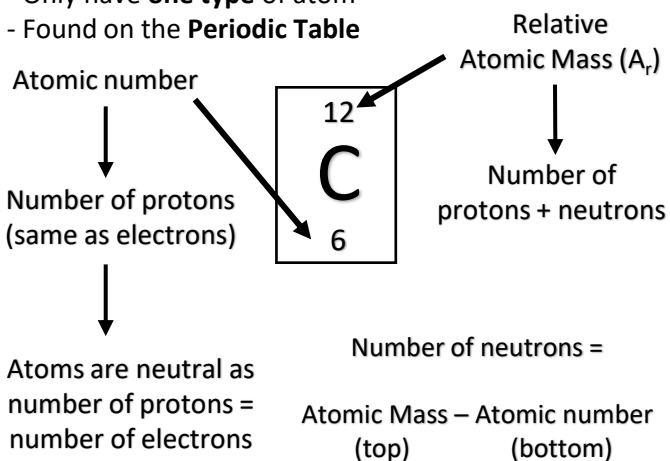 - Only have one type of atom
- Found on the Periodic Table
Relative
Atomic Mass (Ar)
Atomic number
12
C
6
Number of protons
(same as electrons)
Number of
protons + neutrons
Atoms are neutral as
number of protons =
number of electrons
Number of neutrons =
Atomic Mass – Atomic number
(top) (bottom)